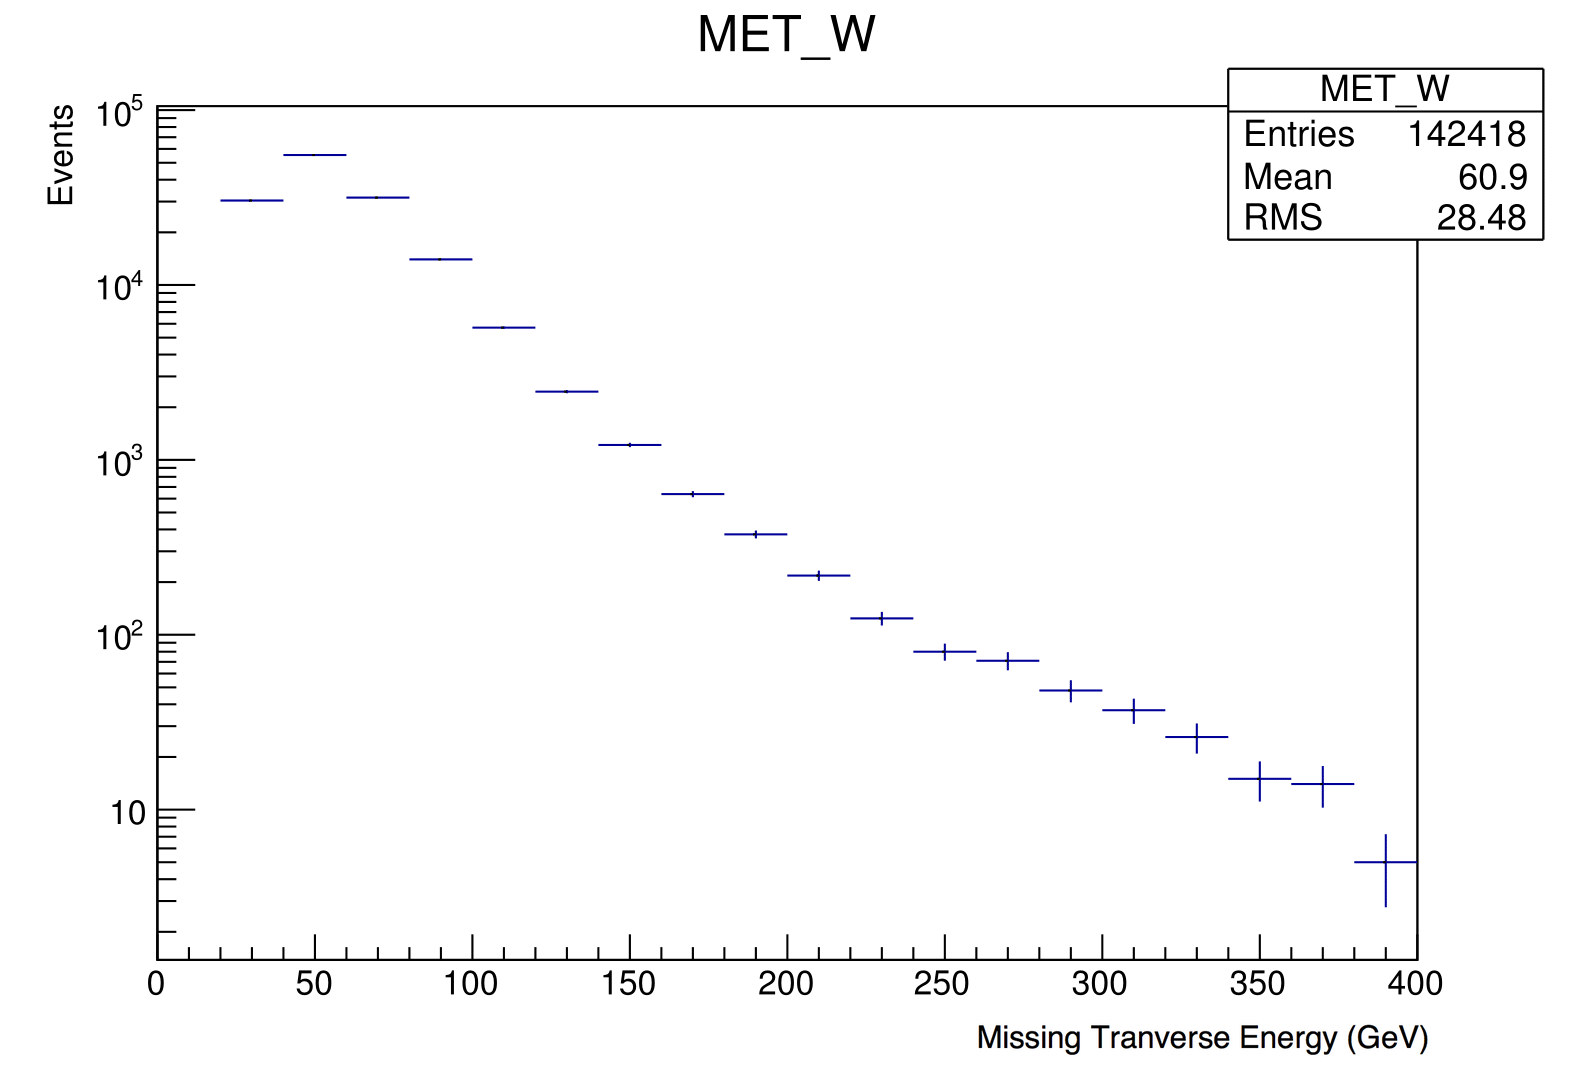 MET_W
MET_W
Entries 142418
Mean 60.9
RMS 28.48
Events
10^5
10^4
10^3
10^2
10
0 50 100 150 200 250 300 350 400
Missing Tranverse Energy (GeV)